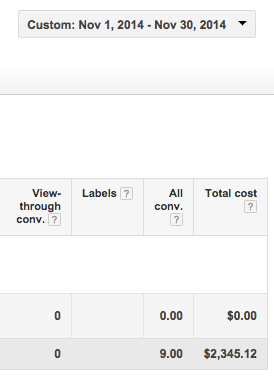 Custom: Nov 1, 2014 - Nov 30, 2014
View-through conv. ? Labels ? All conv. ? Total cost ?
0 0.00 $0.00
0 9.00 $2,345.12